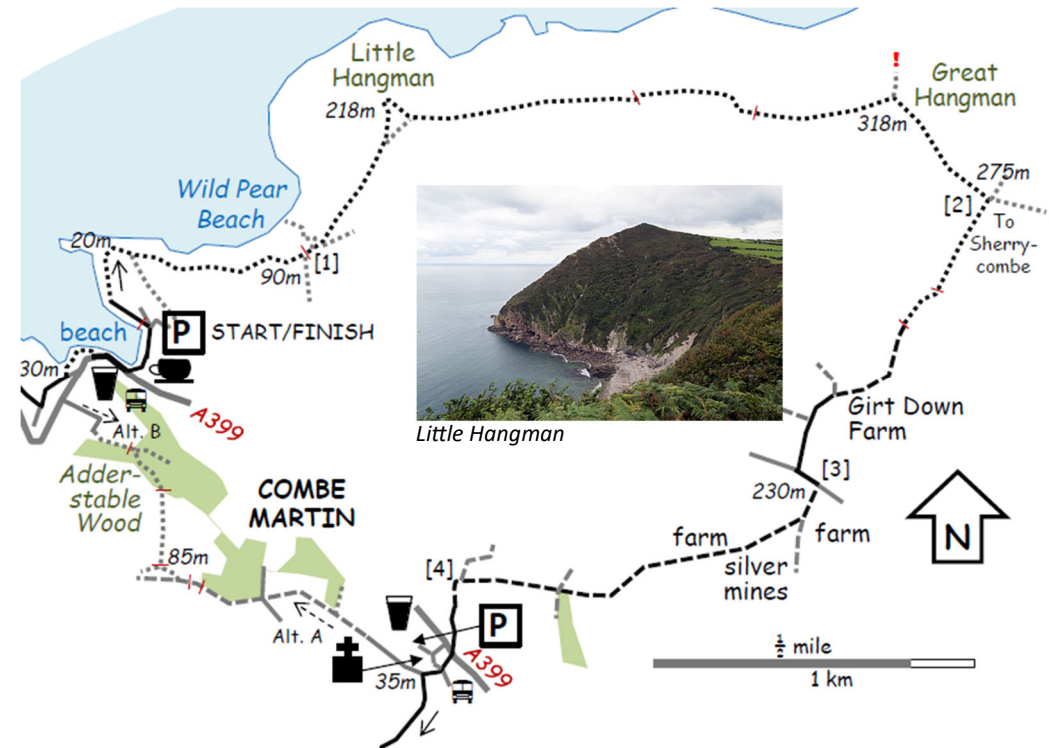 Little
Hangman
218m
!
Great
Hangman
318m
275m
[2]
To
Sherry-
combe
Wild Pear
Beach
20m
[1]
90m
beach
P
START/FINISH
30m
A399
Alt. B
Little Hangman
Girt Down
Farm
[3]
230m
Adder-
stable
Wood
COMBE
MARTIN
farm
farm
silver
mines
N
85m
[4]
Alt. A
P
A399
35m
½ mile
1 km